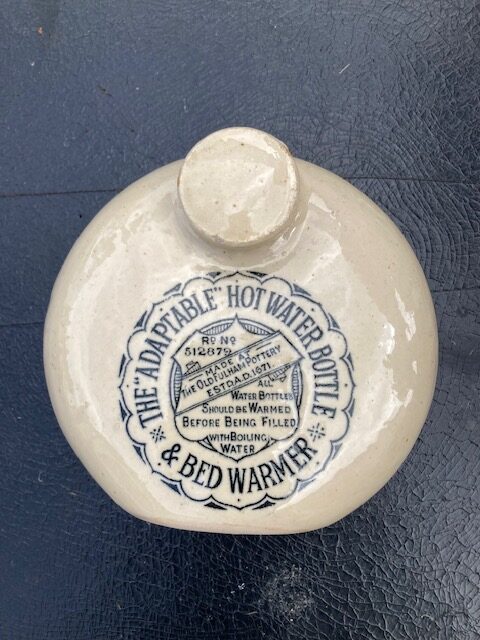 THE "ADAPTABLE" HOT WATER BOTTLE
& BED WARMER
RD. NO
512879
MADE AT
THE OLD FULHAM POTTERY
ESTD A.D. 1671.
ALL
WATER BOTTLES
SHOULD BE WARMED
BEFORE BEING FILLED
WITH BOILING
WATER